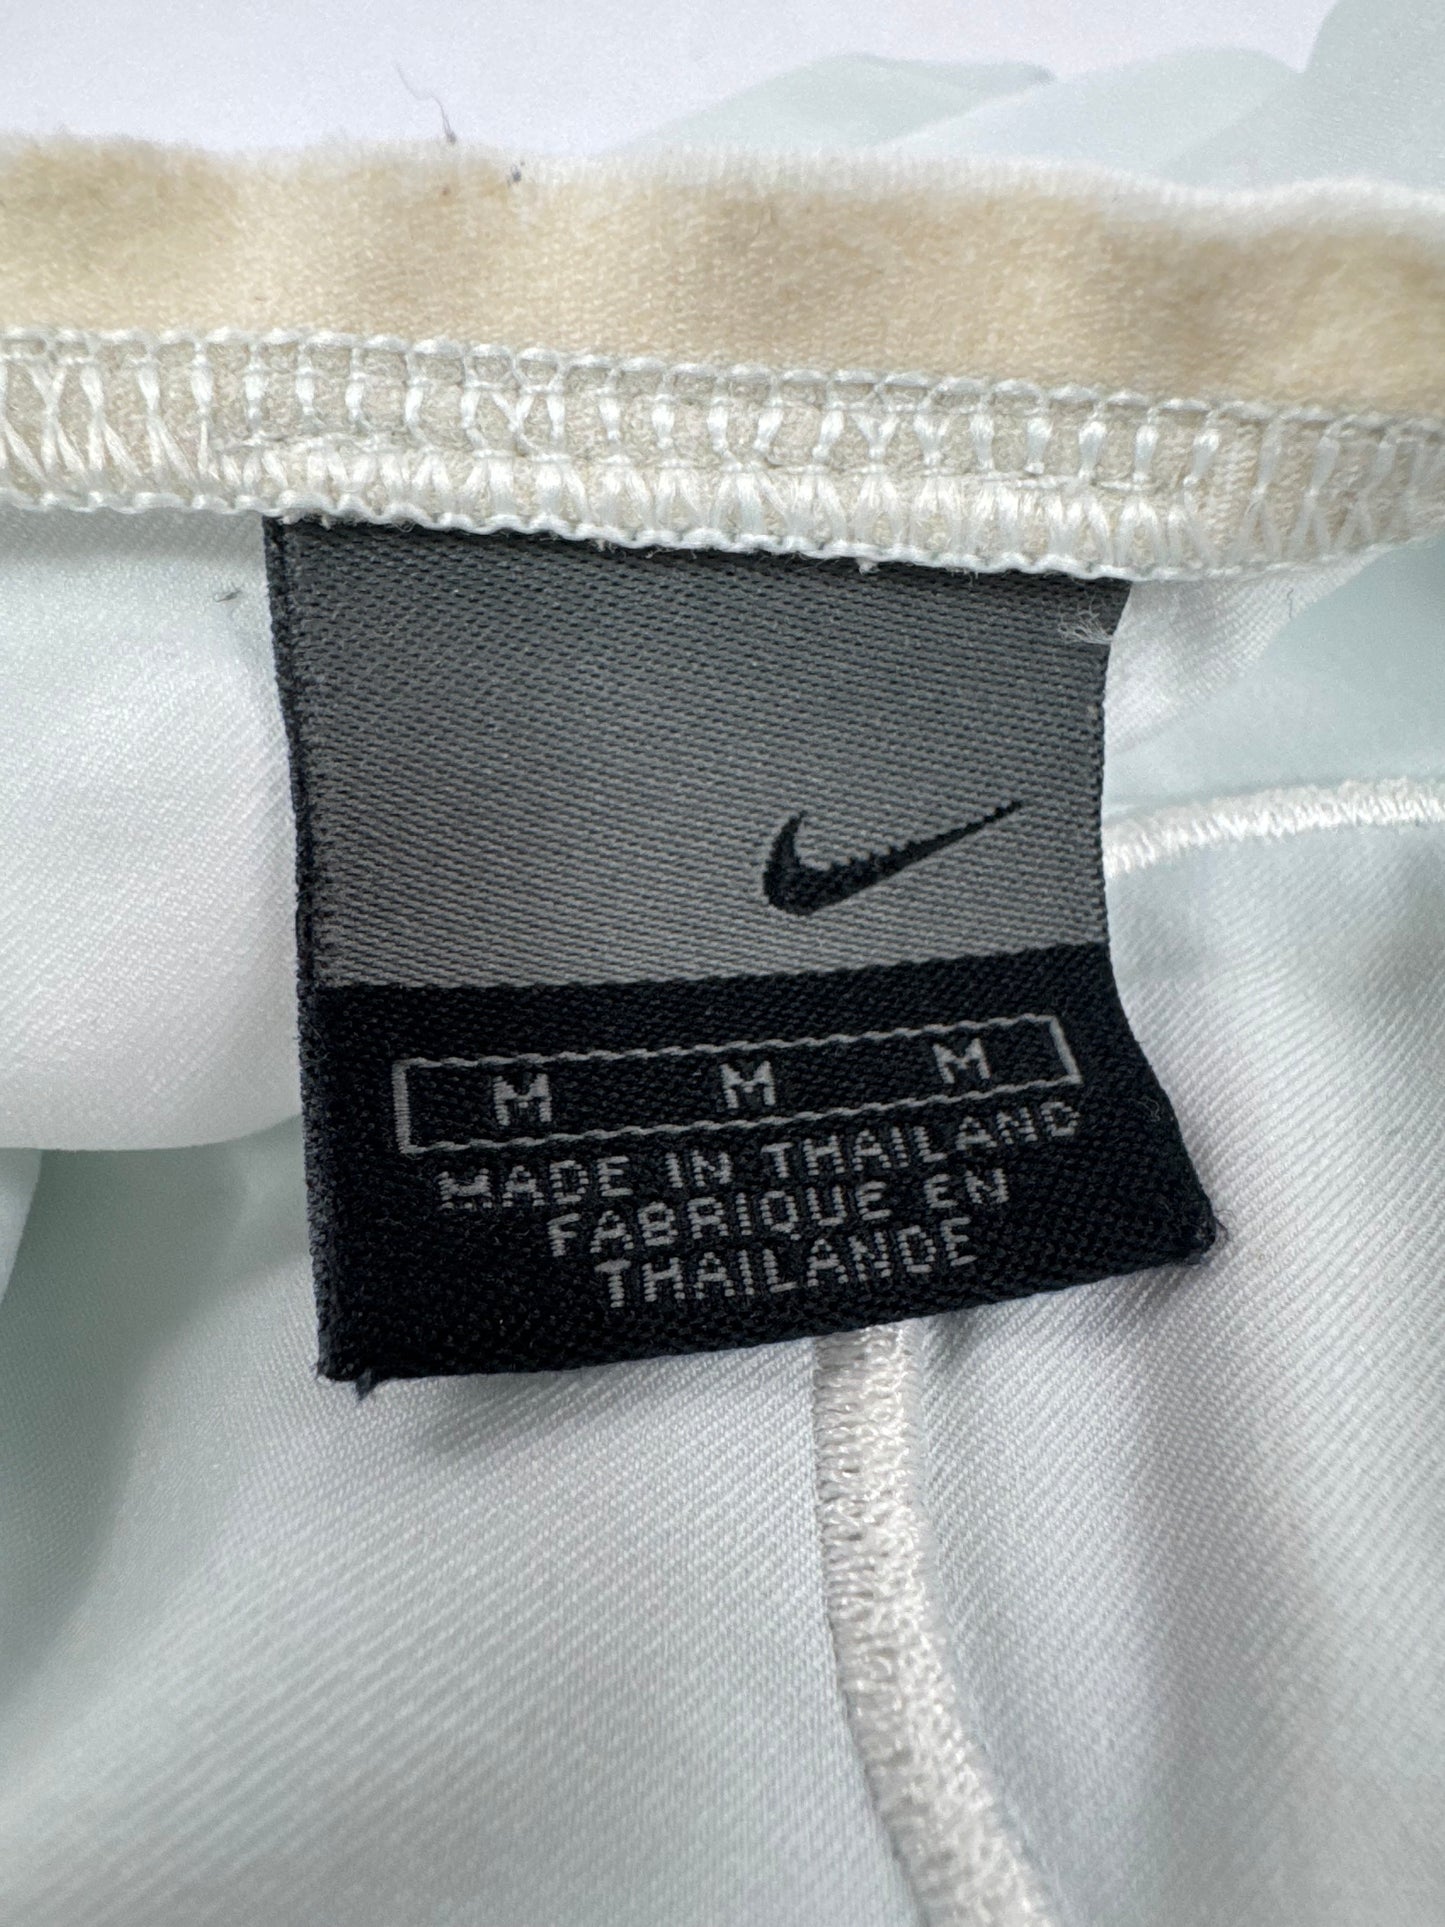 M M M
MADE IN THAILAND
FABRIQUE EN
THAILANDE